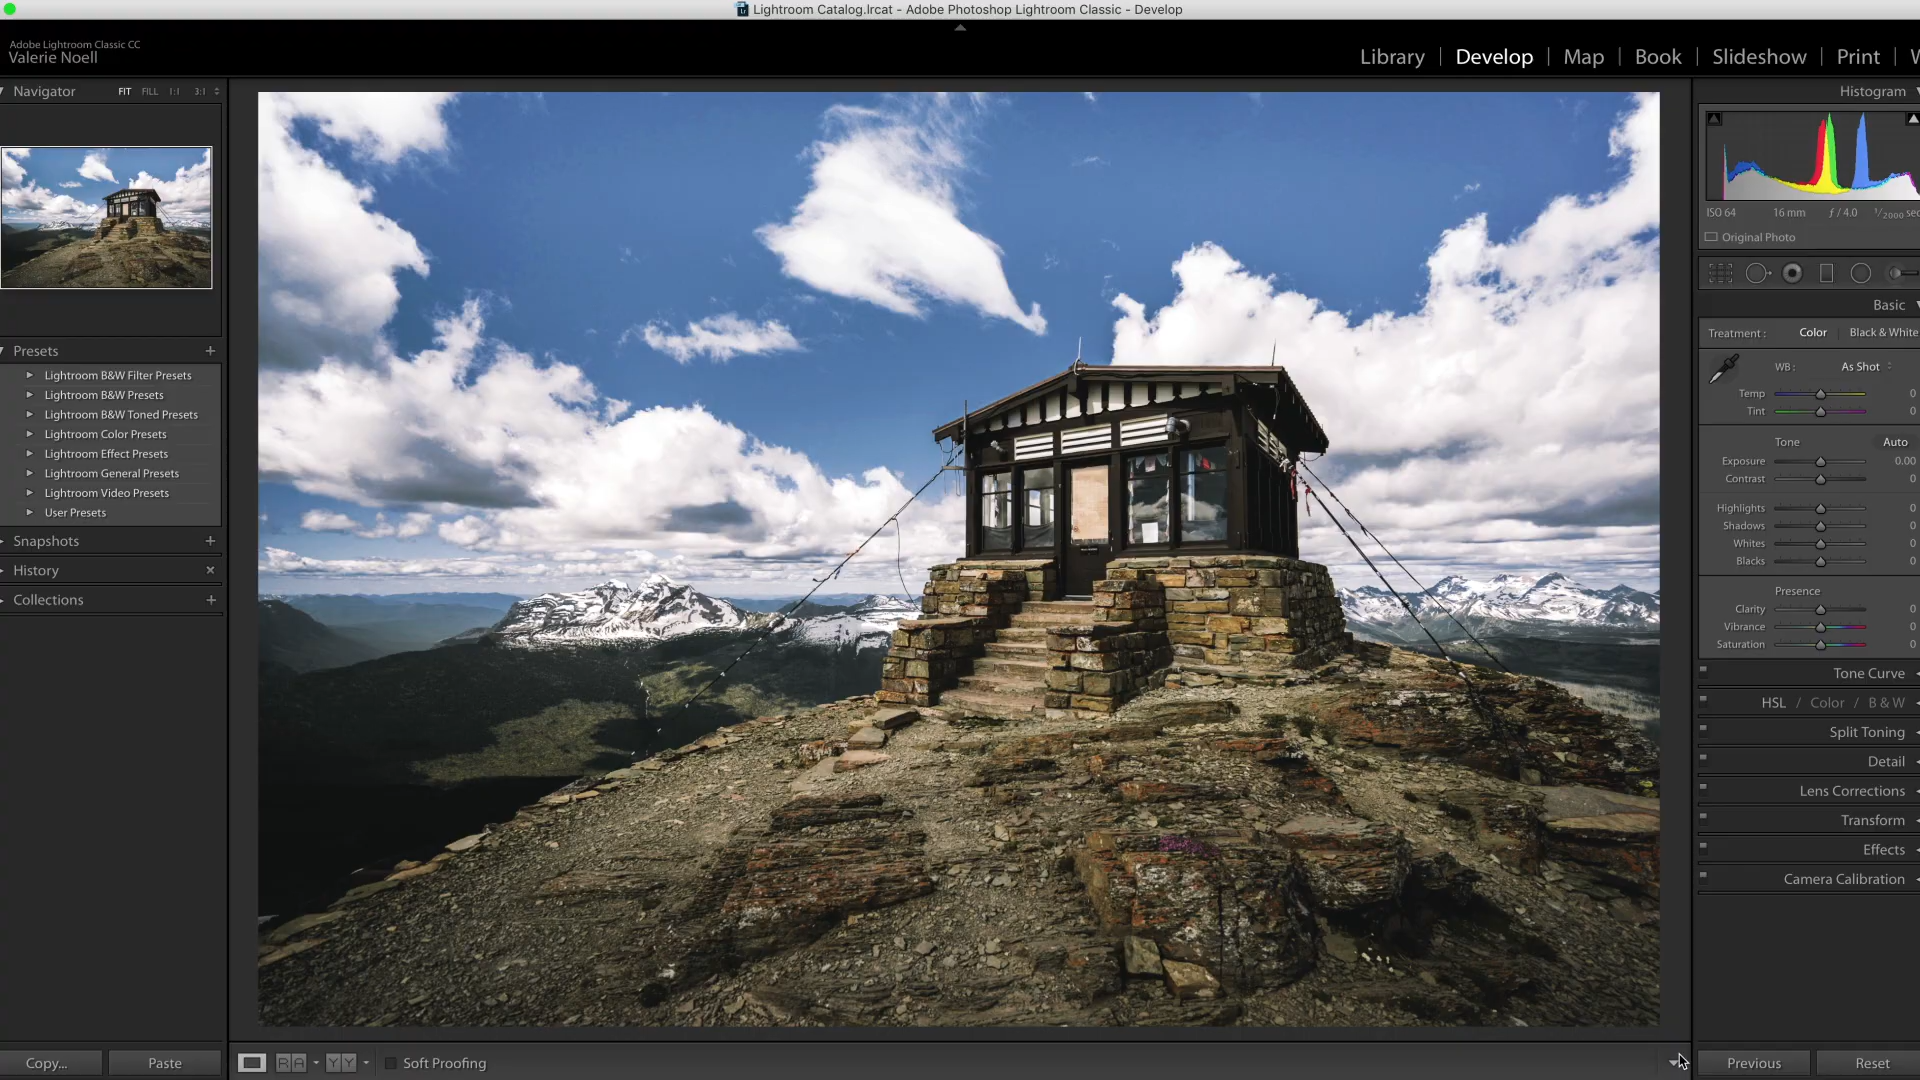 Lightroom Catalog.lrcat - Adobe Photoshop Lightroom Classic - Develop
Adobe Lightroom Classic CC
Valerie Noell
Library | Develop | Map | Book | Slideshow | Print | W
Navigator FIT FILL 1:1 3:1
Presets
Lightroom B&W Filter Presets
Lightroom B&W Presets
Lightroom B&W Toned Presets
Lightroom Color Presets
Lightroom Effect Presets
Lightroom General Presets
Lightroom Video Presets
User Presets
Snapshots
History
Collections
Copy... Paste
R A Y Y Soft Proofing
Histogram
ISO 64 16 mm ƒ / 4.0 1/2000 sec
Original Photo
Basic
Treatment : Color Black & White
WB : As Shot
Temp 0
Tint 0
Tone Auto
Exposure 0.00
Contrast 0
Highlights 0
Shadows 0
Whites 0
Blacks 0
Presence
Clarity 0
Vibrance 0
Saturation 0
Tone Curve
HSL / Color / B & W
Split Toning
Detail
Lens Corrections
Transform
Effects
Camera Calibration
Previous Reset